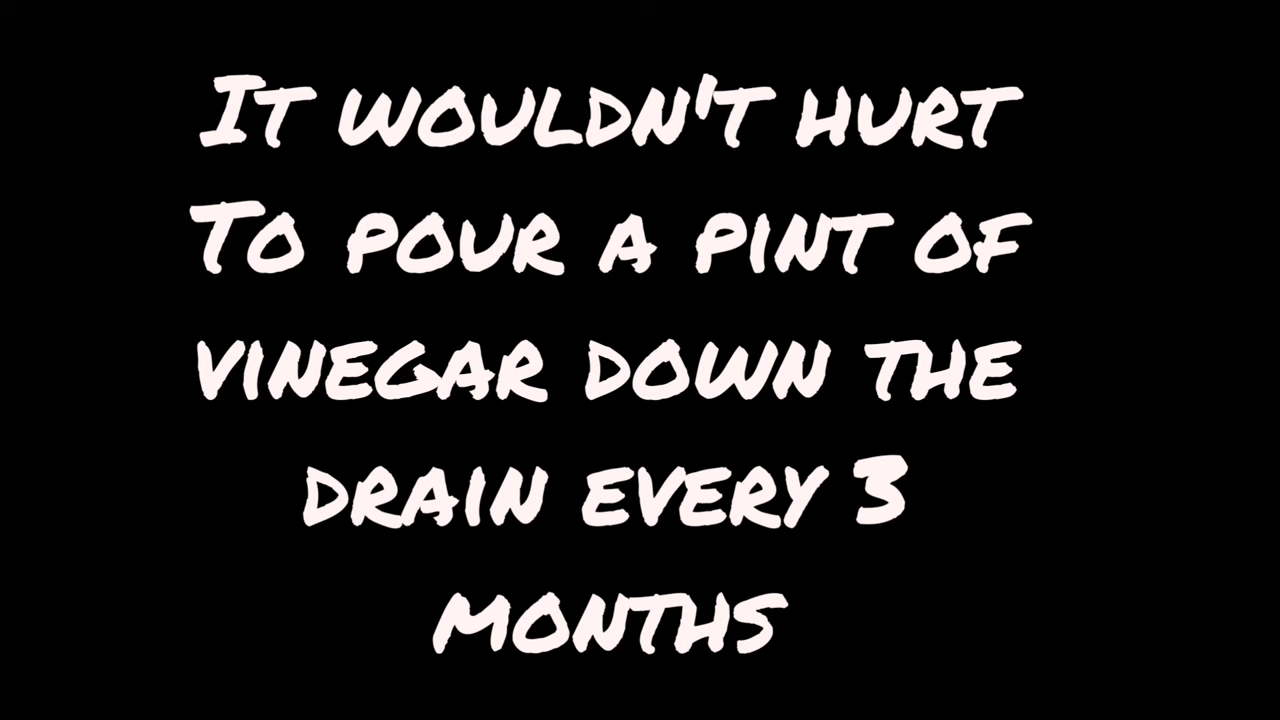 It wouldn't hurt
To pour a pint of
vinegar down the
drain every 3
months